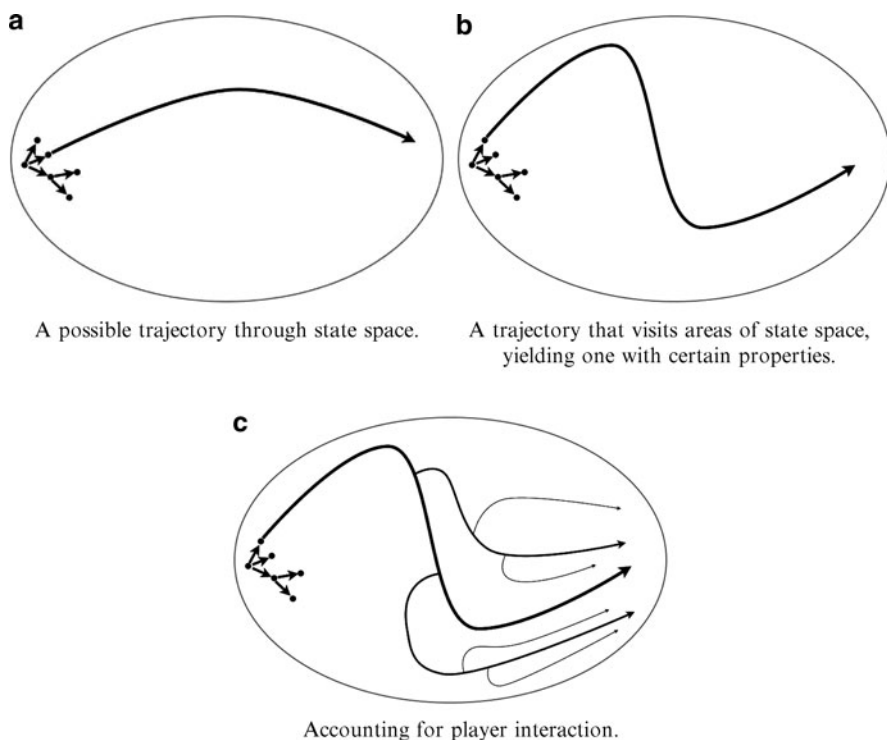 a
b
A possible trajectory through state space.
A trajectory that visits areas of state space,
yielding one with certain properties.
c
Accounting for player interaction.